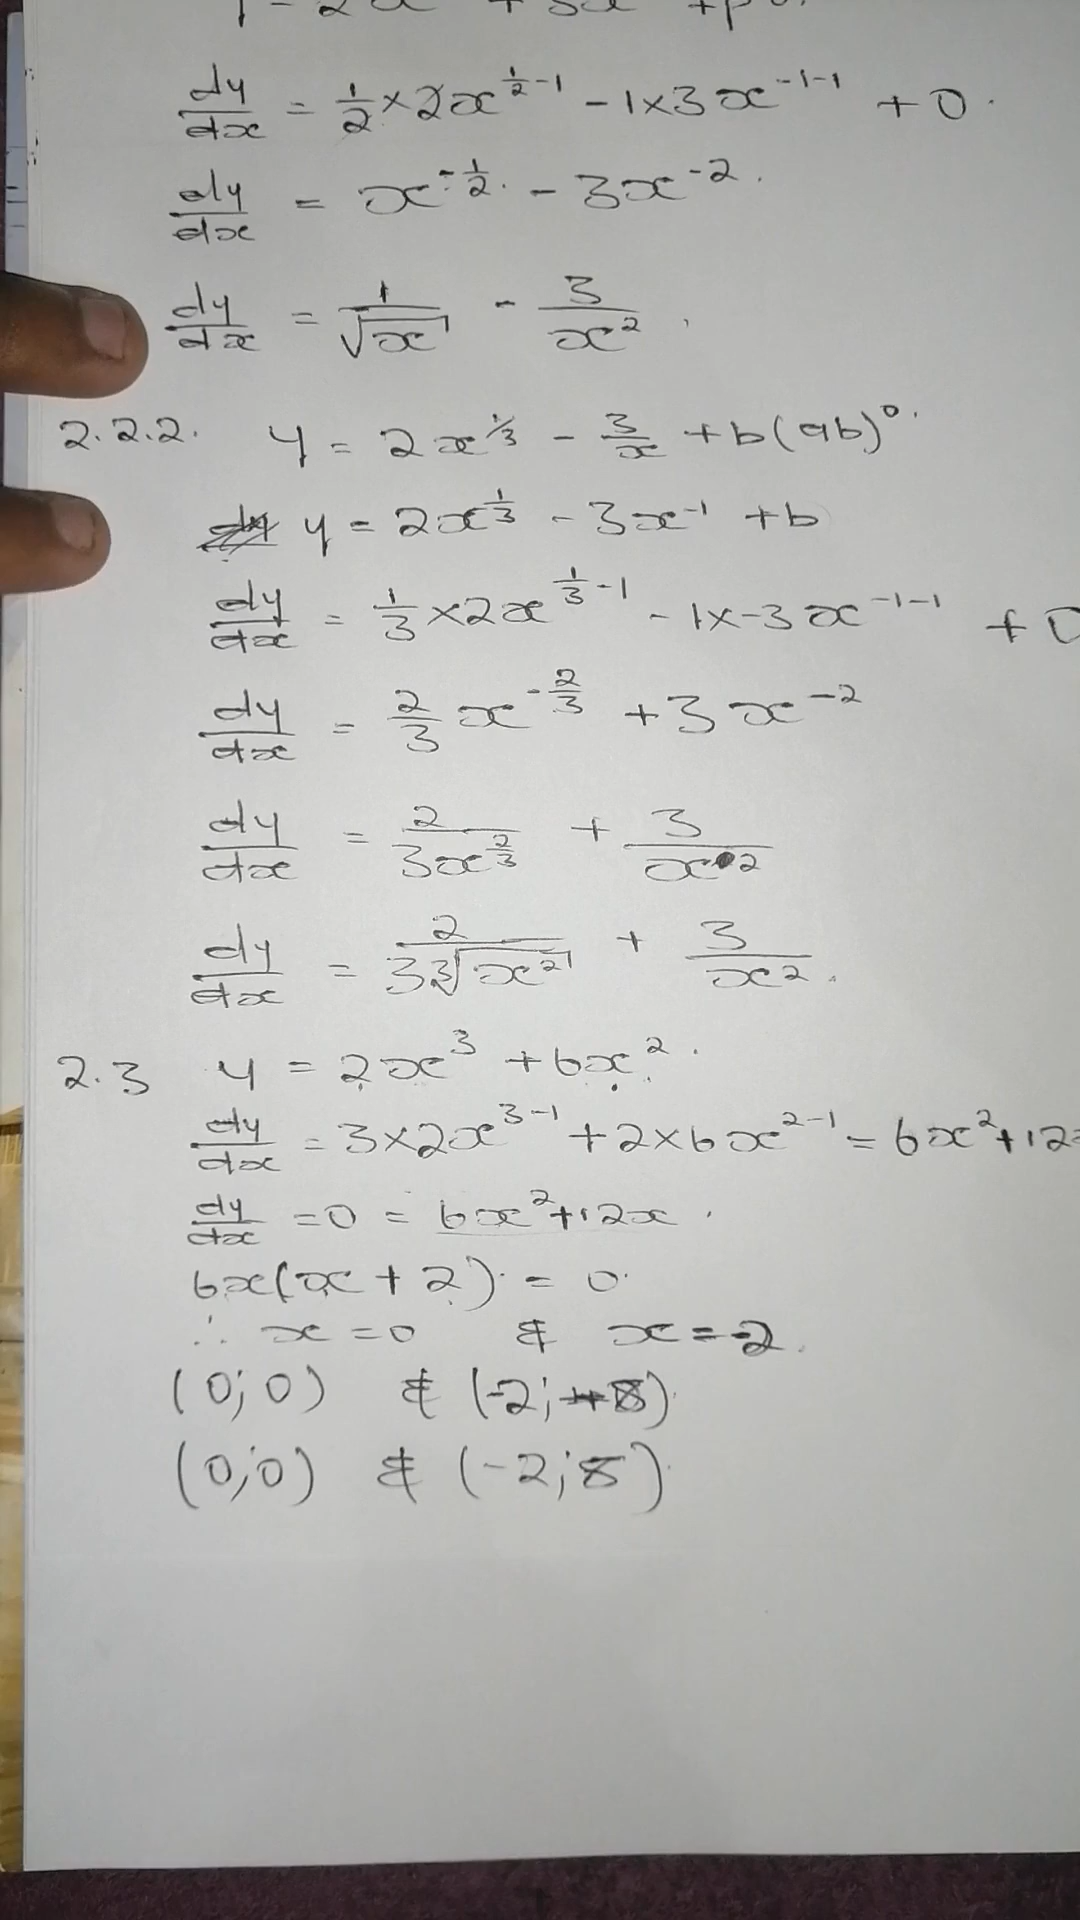 dy/dx = 1/2 × 2x^(1/2 - 1) - 1 × 3x^(-1-1) + 0.
dy/dx = x^(-1/2) - 3x^(-2).
dy/dx = 1/√x - 3/x².
2.2.2. y = 2x^(1/3) - 3/x + b(ab)⁰.
y = 2x^(1/3) - 3x⁻¹ + b
dy/dx = 1/3 × 2x^(1/3 - 1) - 1 × -3x^(-1-1) + 0
dy/dx = 2/3 x^(-2/3) + 3x^(-2)
dy/dx = 2/(3x^(2/3)) + 3/x²
dy/dx = 2/(3∛x²) + 3/x².
2.3 y = 2x³ + 6x².
dy/dx = 3×2x^(3-1) + 2×6x^(2-1) = 6x² + 12
dy/dx = 0 = 6x² + 12x.
6x(x + 2) = 0.
∴ x = 0 & x = -2.
(0;0) & (-2;+8)
(0;0) & (-2;8)